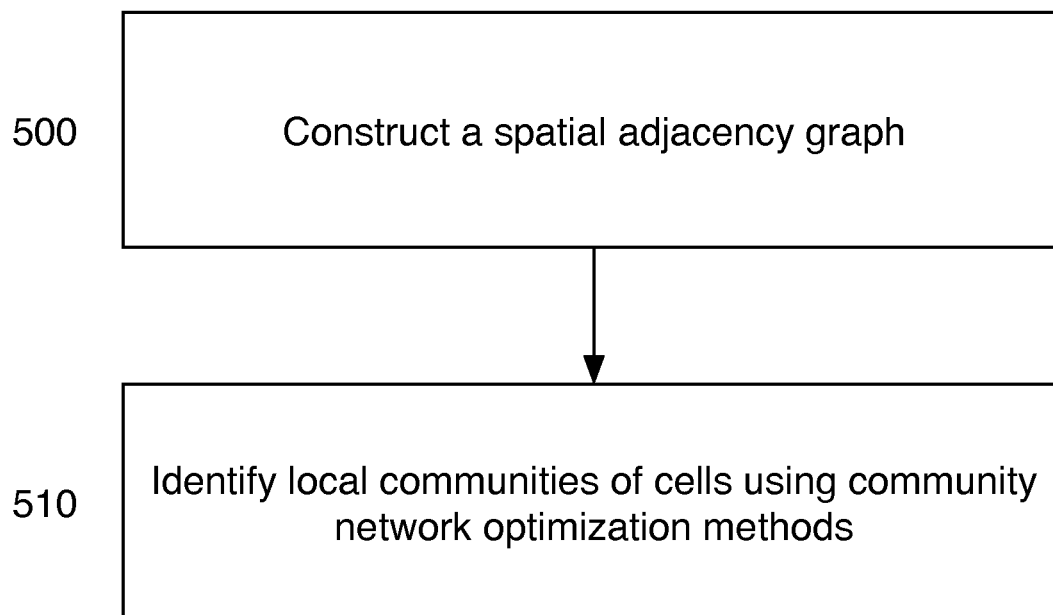 500
Construct a spatial adjacency graph
510
Identify local communities of cells using community
network optimization methods